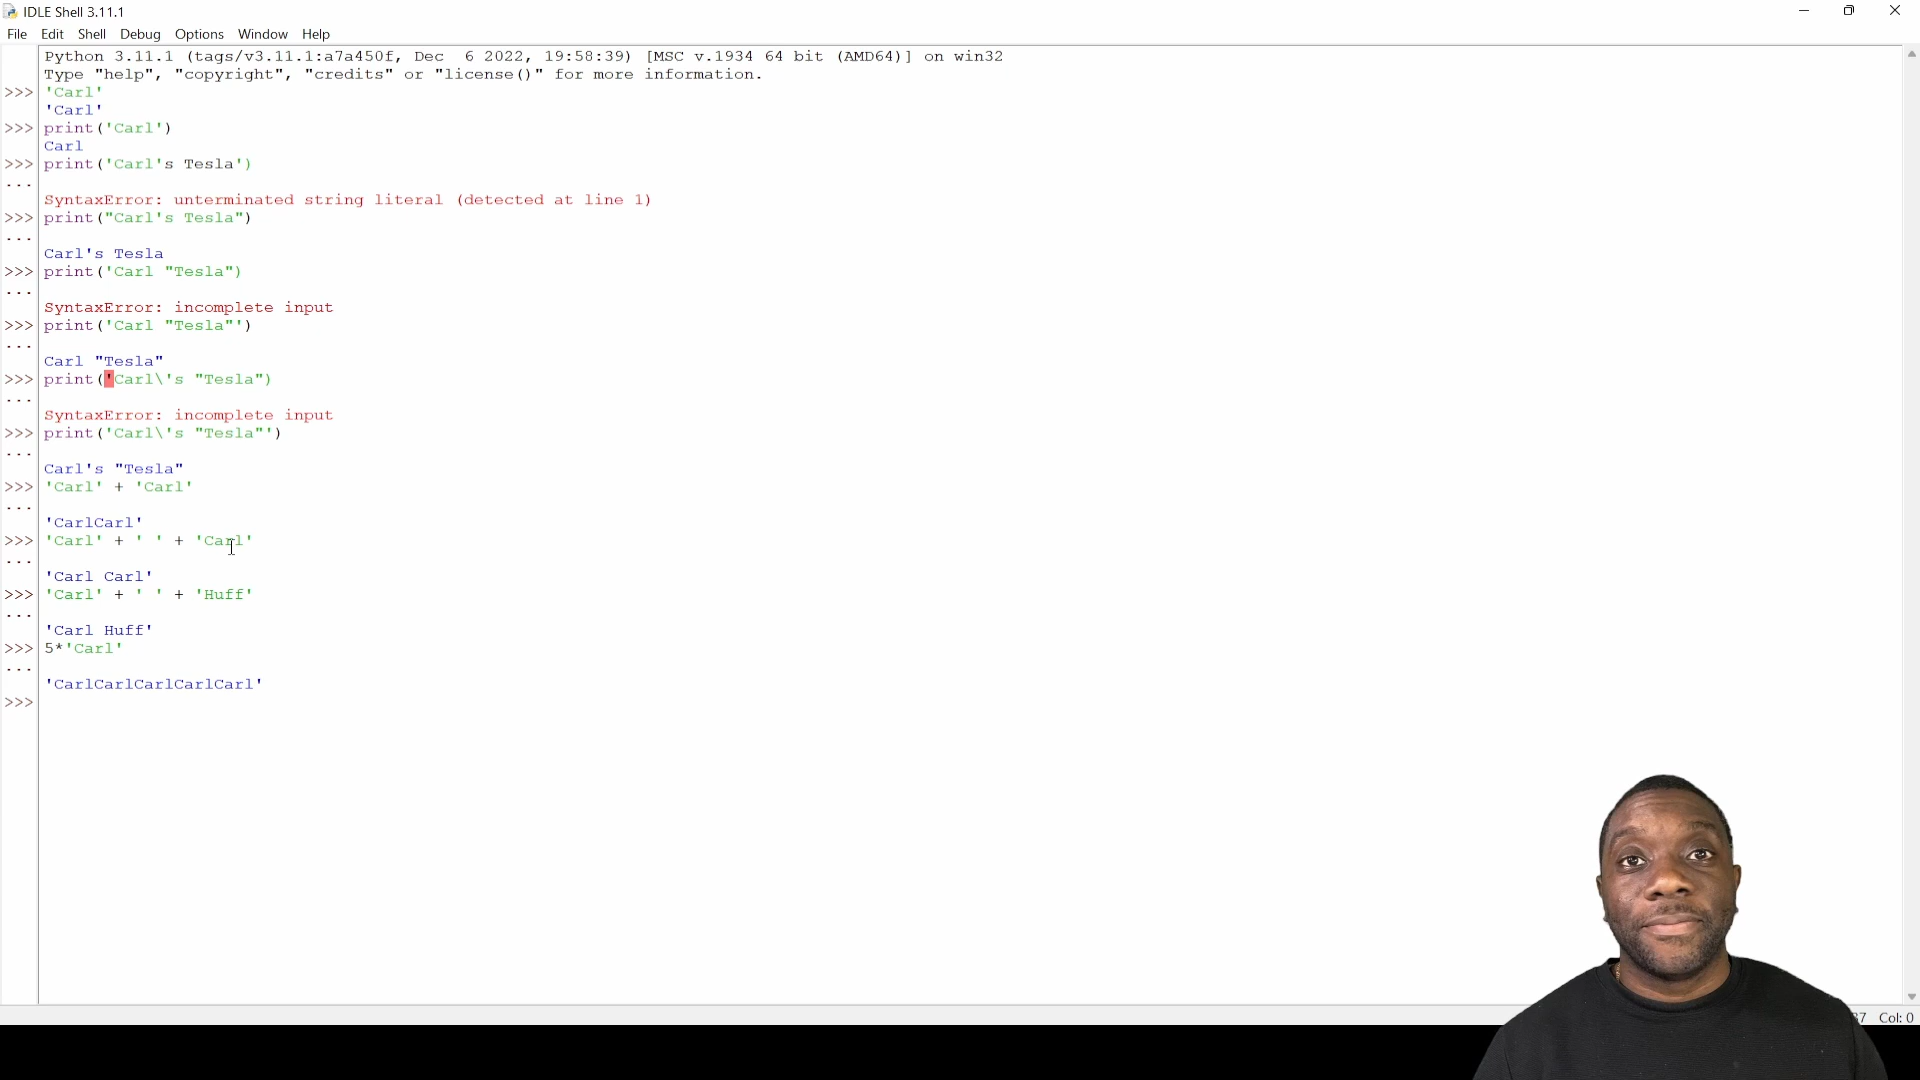 IDLE Shell 3.11.1
File Edit Shell Debug Options Window Help
Python 3.11.1 (tags/v3.11.1:a7a450f, Dec  6 2022, 19:58:39) [MSC v.1934 64 bit (AMD64)] on win32
Type "help", "copyright", "credits" or "license()" for more information.
>>> 'Carl'
'Carl'
>>> print('Carl')
Carl
>>> print('Carl's Tesla')
...
SyntaxError: unterminated string literal (detected at line 1)
>>> print("Carl's Tesla")
...
Carl's Tesla
>>> print('Carl "Tesla")
...
SyntaxError: incomplete input
>>> print('Carl "Tesla"')
...
Carl "Tesla"
>>> print('Carl\'s "Tesla")
...
SyntaxError: incomplete input
>>> print('Carl\'s "Tesla"')
...
Carl's "Tesla"
>>> 'Carl' + 'Carl'
...
'CarlCarl'
>>> 'Carl' + ' ' + 'Carl'
...
'Carl Carl'
>>> 'Carl' + ' ' + 'Huff'
...
'Carl Huff'
>>> 5*'Carl'
...
'CarlCarlCarlCarlCarl'
>>>
Col: 0